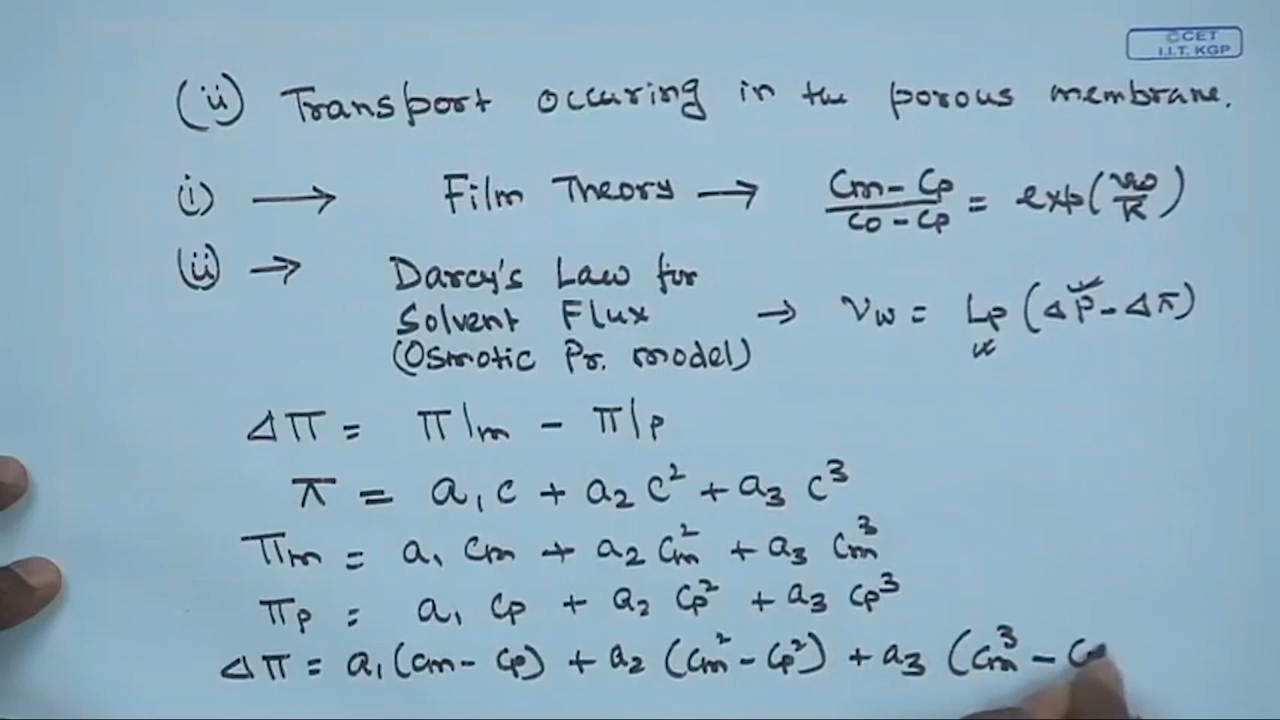 ©CET
I.I.T. KGP
(ii) Transport occuring in the porous membrane.
i) → Film Theory → Cm - Cp / Co - Cp = exp(vw/k)
(ii) → Darcy's Law for
Solvent Flux → Vw = Lp (ΔP - Δπ)
(Osmotic Pr. model)
Δπ = π|m - π|p
π = a1 c + a2 c² + a3 c³
πm = a1 Cm + a2 Cm² + a3 Cm³
πp = a1 Cp + a2 Cp² + a3 Cp³
Δπ = a1 (Cm - Cp) + a2 (Cm² - Cp²) + a3 (Cm³ - C